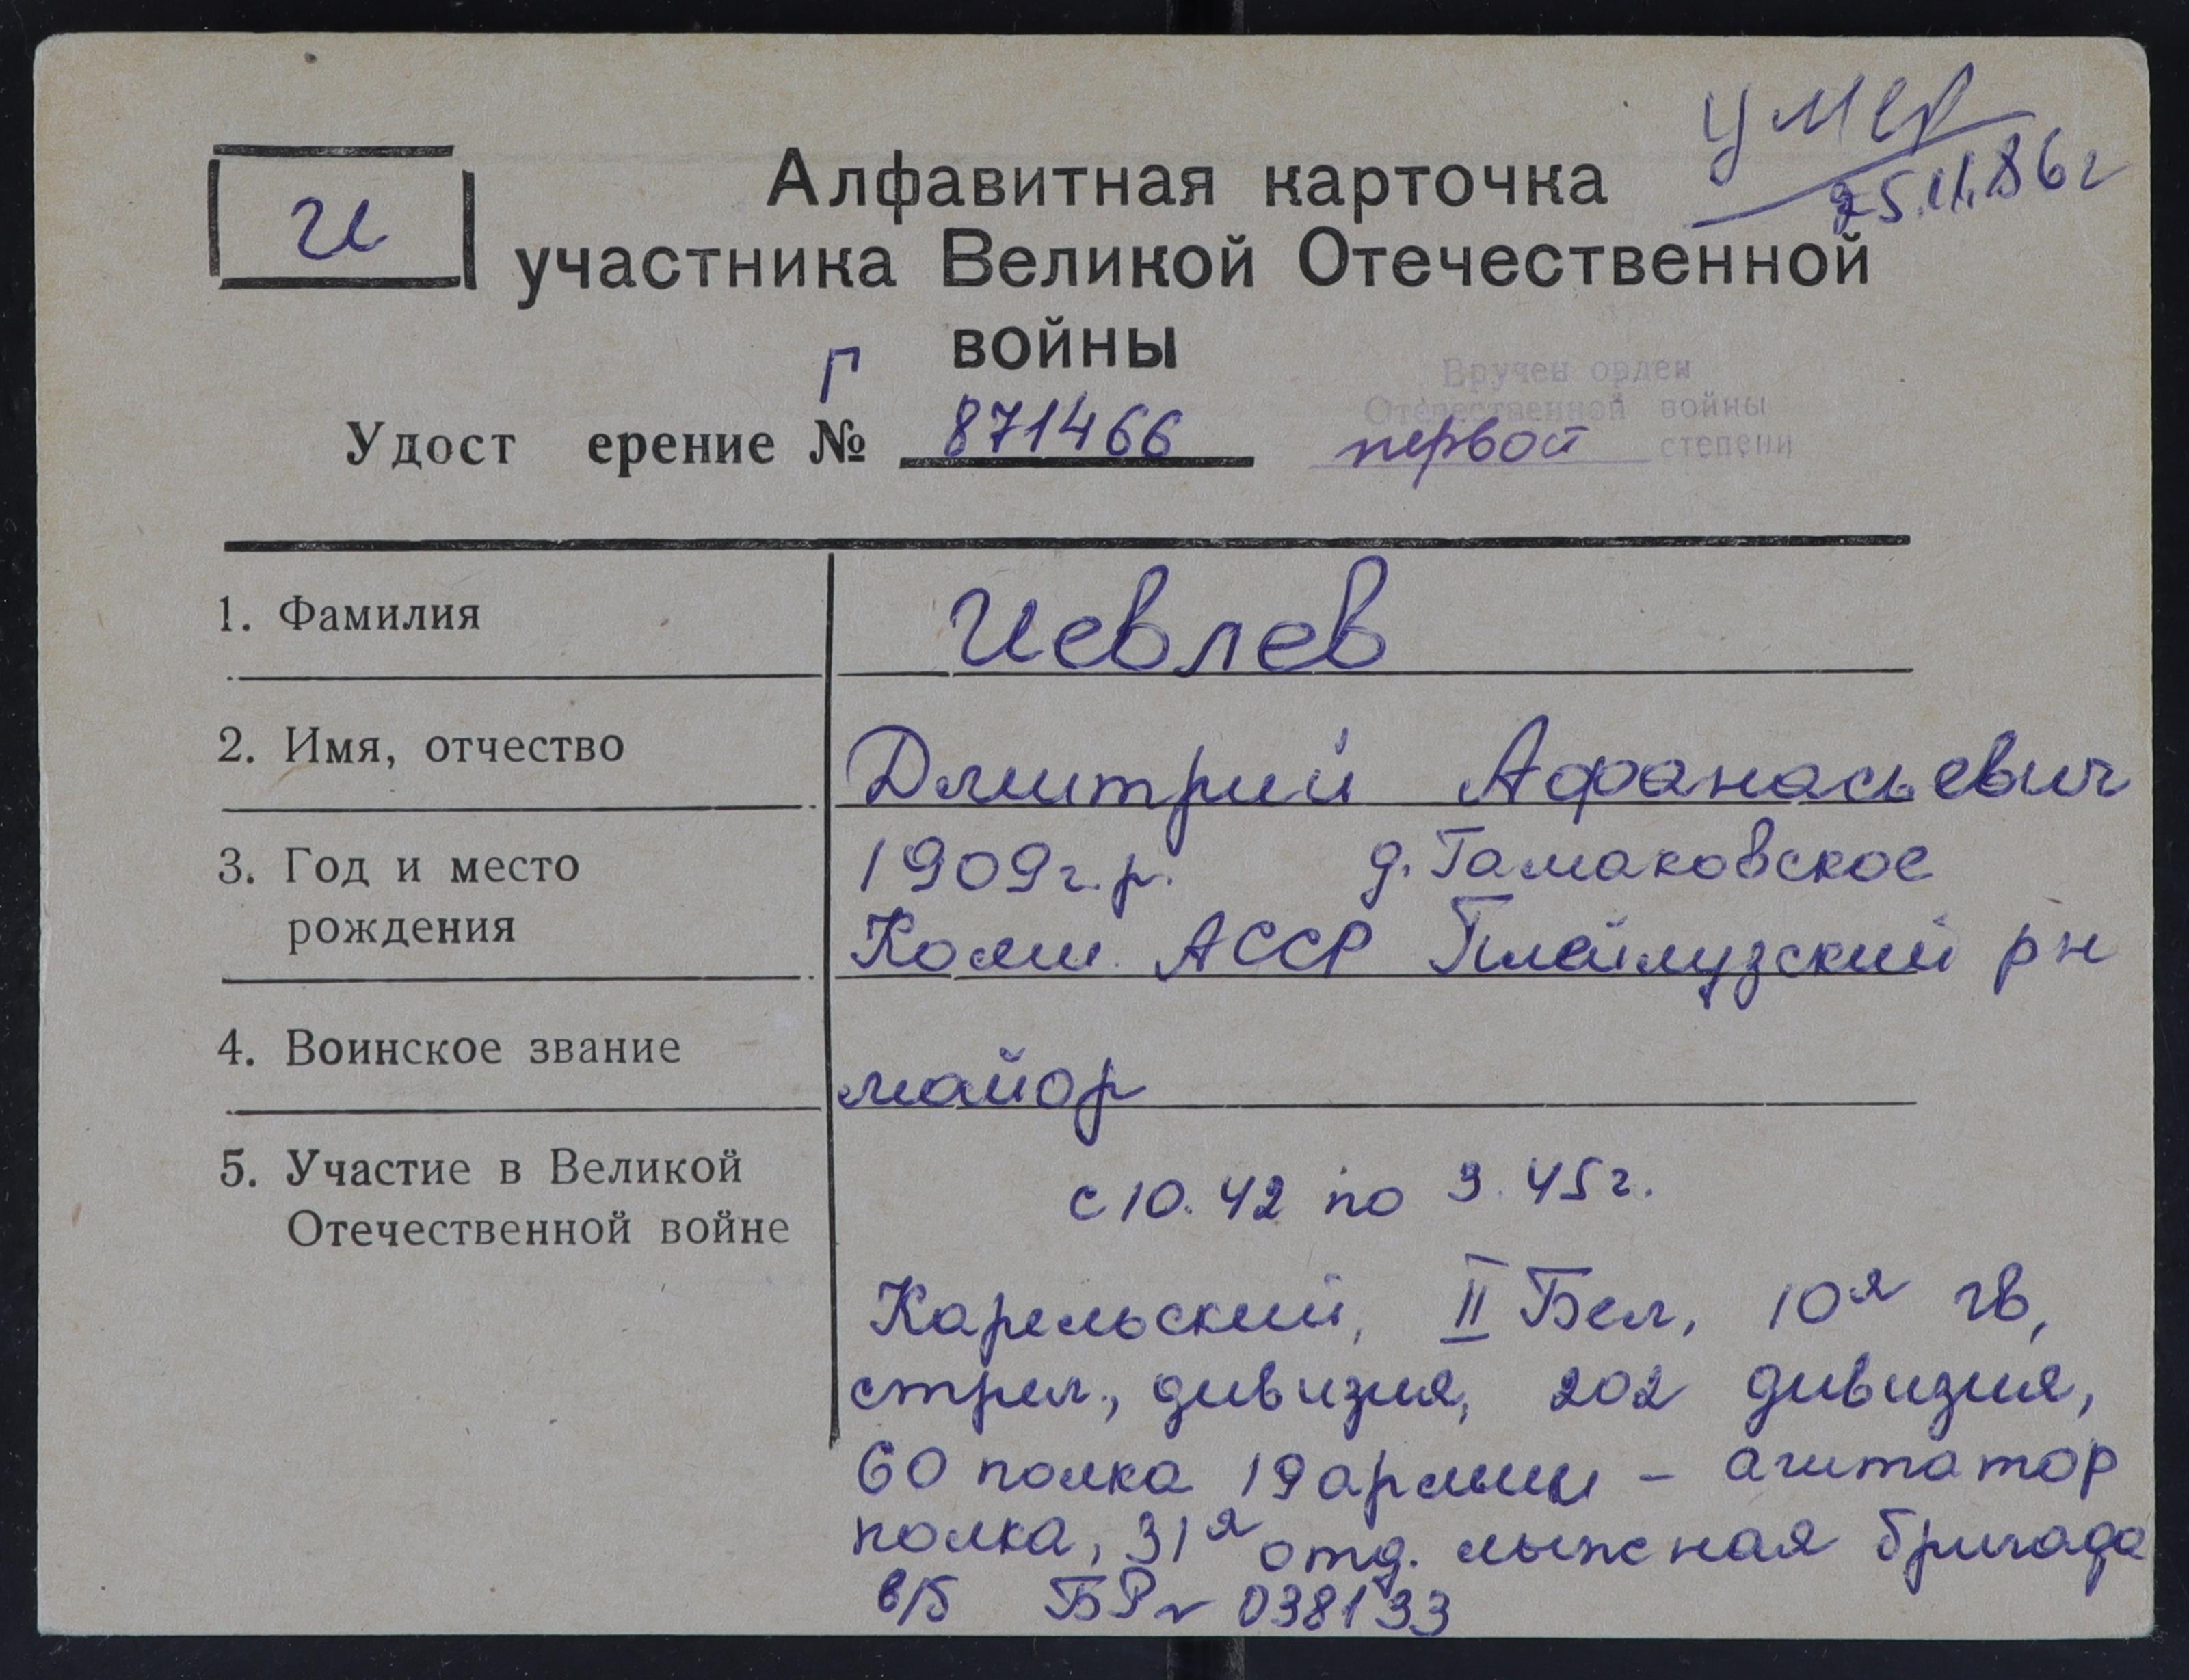 умер
25.11.86г
И
Алфавитная карточка
участника Великой Отечественной
войны
Вручен орден
Отечественной войны
первой степени
Г
Удост ерение № 871466
1. Фамилия
Иевлев
2. Имя, отчество
Дмитрий Афанасьевич
3. Год и место
рождения
1909г.р. д. Гамаковское
Коми АССР Прилузский рн
4. Воинское звание
майор
5. Участие в Великой
Отечественной войне
с 10. 42 по 9. 45г.
Карельский, II Бел, 10я гв,
стрел., дивизия, 202 дивизия,
60 полка 19 армии - агитатор
полка, 31я отд. лыжная бригада
в/б БР 038133